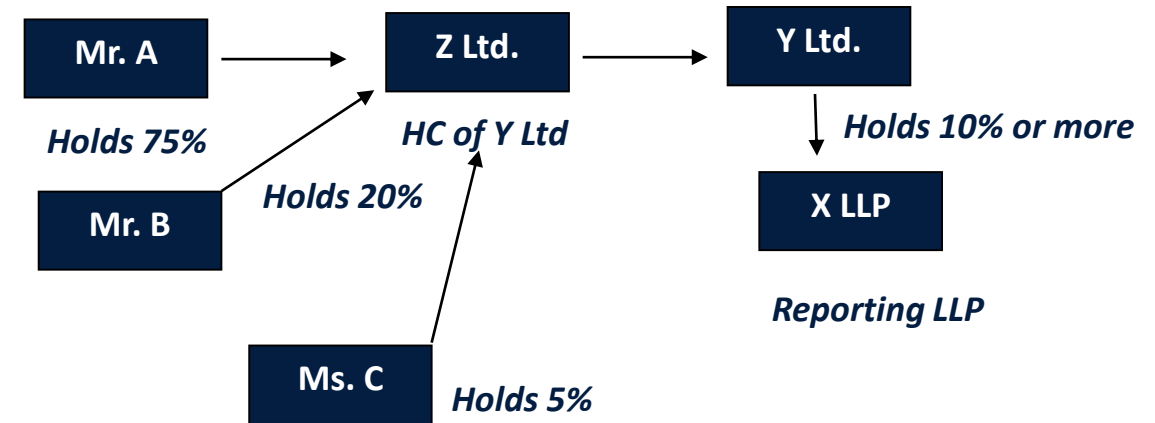 Mr. A
Z Ltd.
Y Ltd.
Holds 75%
HC of Y Ltd
Holds 10% or more
Mr. B
Holds 20%
X LLP
Reporting LLP
Ms. C
Holds 5%